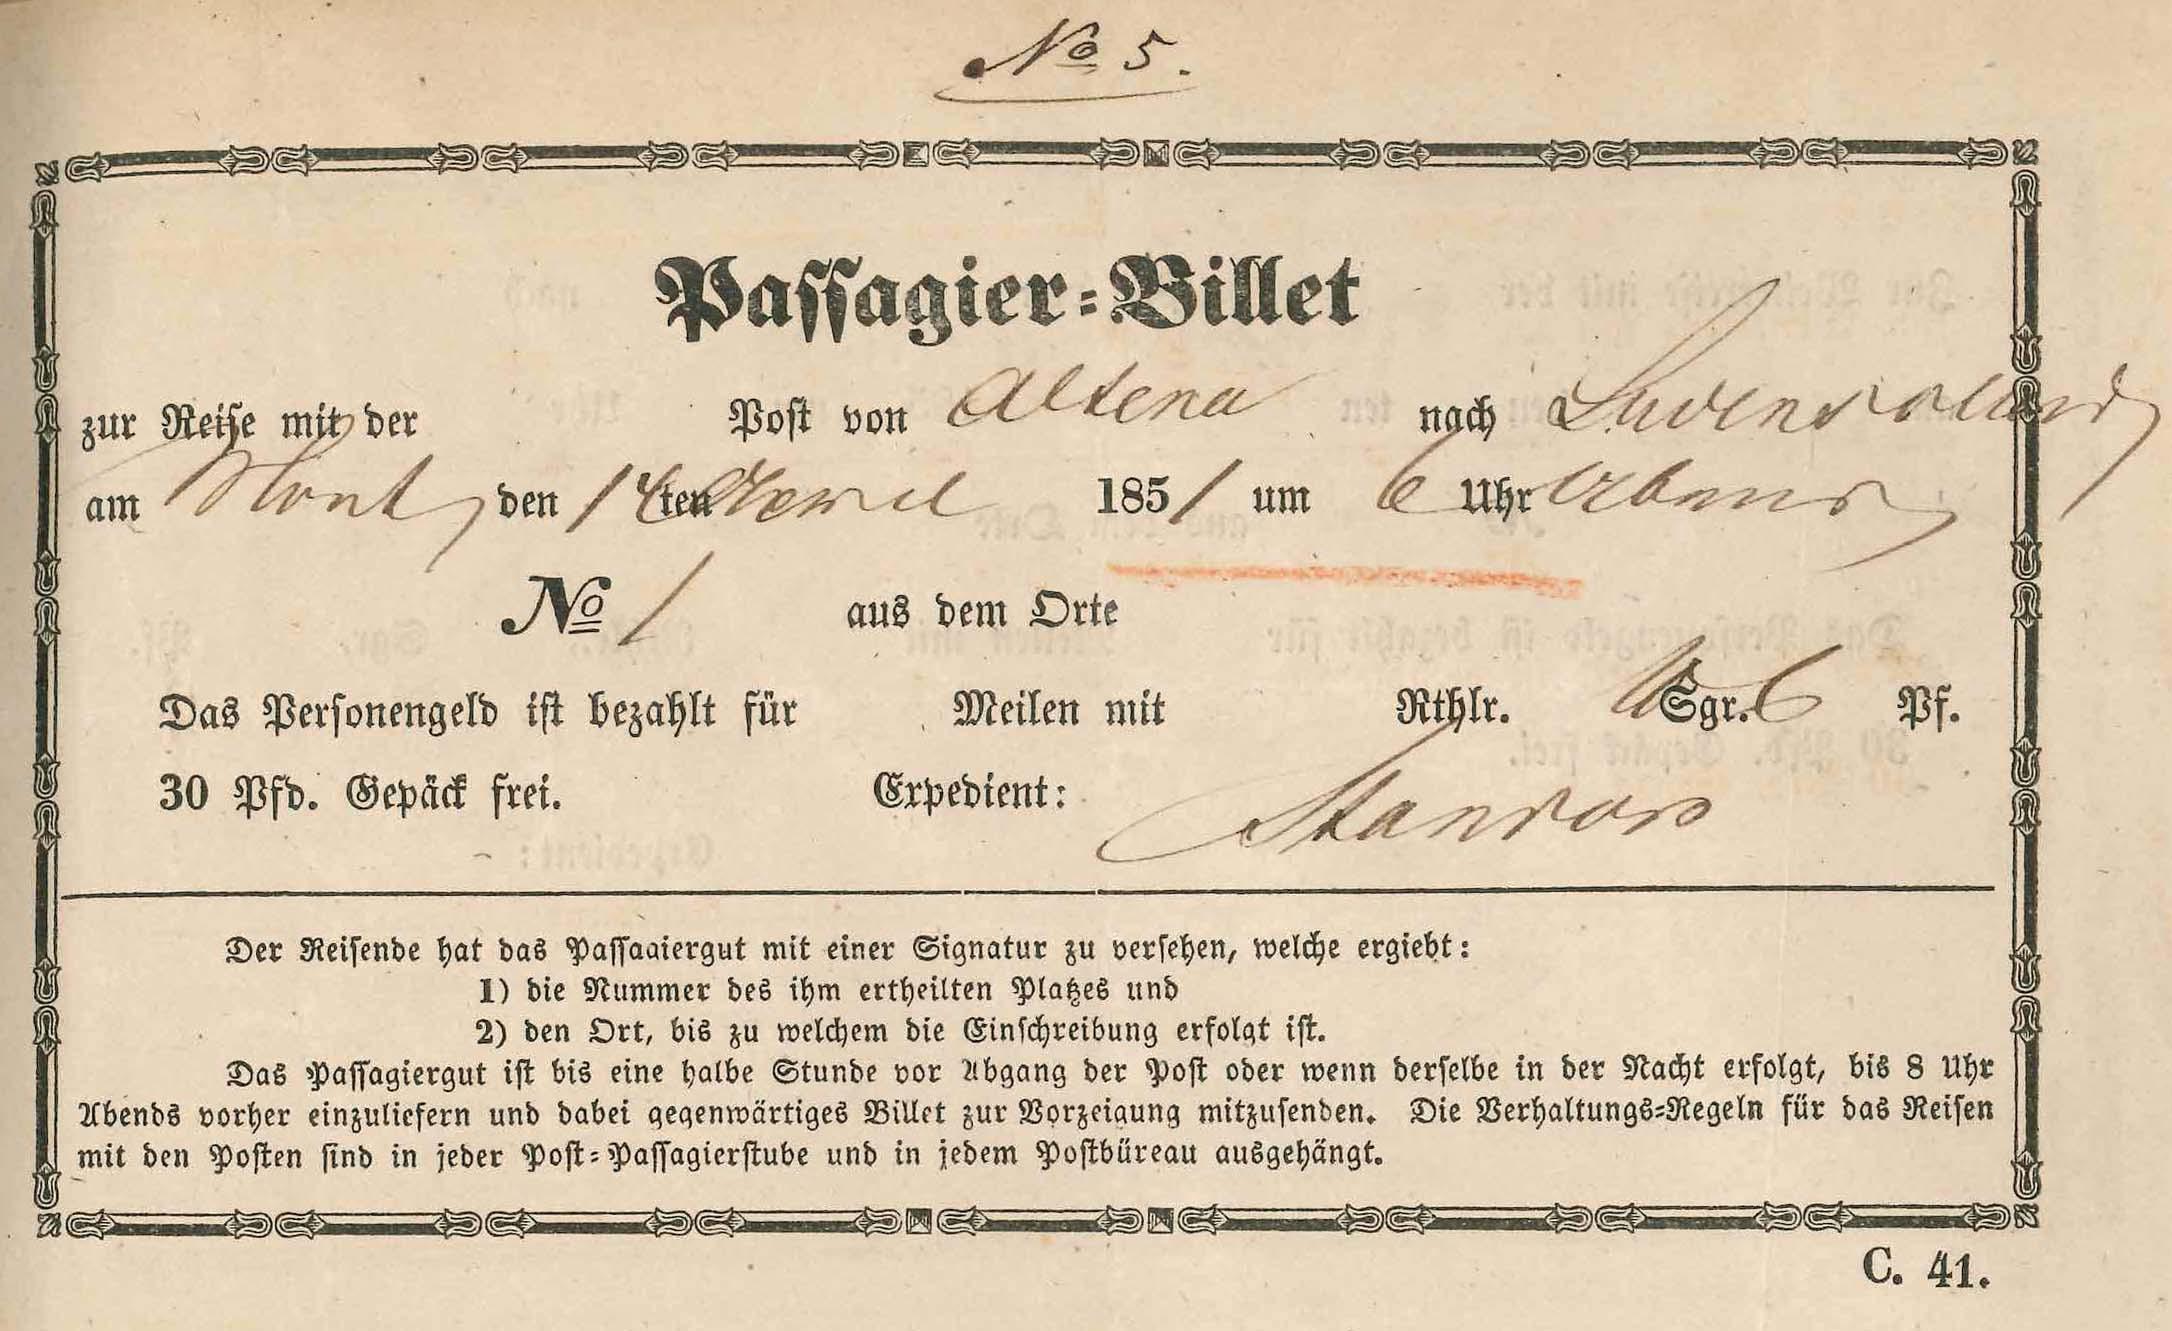 No 5.
Passagier-Billet
zur Reise mit der Post von Altena nach Lüdenscheid
am Mont, den 14ten April 1851 um 6 Uhr Abends
No 1 aus dem Orte
Das Personengeld ist bezahlt für Meilen mit Rthlr. Sgr. 6 Pf.
30 Pfd. Gepäck frei. Expedient:
Der Reisende hat das Passagiergut mit einer Signatur zu versehen, welche ergiebt:
1) die Nummer des ihm ertheilten Platzes und
2) den Ort, bis zu welchem die Einschreibung erfolgt ist.
Das Passagiergut ist bis eine halbe Stunde vor Abgang der Post oder wenn derselbe in der Nacht erfolgt, bis 8 Uhr
Abends vorher einzuliefern und dabei gegenwärtiges Billet zur Vorzeigung mitzusenden. Die Verhaltungs-Regeln für das Reisen
mit den Posten sind in jeder Post-Passagierstube und in jedem Postbüreau ausgehängt.
C. 41.